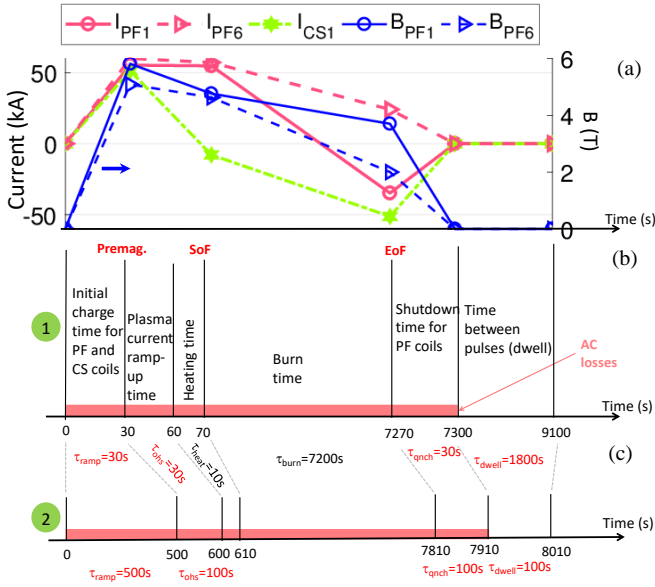 I_PF1 I_PF6 I_CS1 B_PF1 B_PF6
(a)
50
0
-50
Current (kA)
6
4
2
0
B (T)
Time (s)
Premag. SoF EoF
(b)
1
Initial
charge
time for
PF and
CS coils
Plasma
current
ramp-
up
time
Heating time
Burn
time
Shutdown
time for
PF coils
Time
between
pulses (dwell)
AC
losses
Time (s)
0 30 60 70 7270 7300 9100
(c)
τ_ramp=30s τ_ohs=30s τ_heat=10s τ_burn=7200s τ_qnch=30s τ_dwell=1800s
2
Time (s)
0 500 600 610 7810 7910 8010
τ_ramp=500s τ_ohs=100s τ_qnch=100s τ_dwell=100s